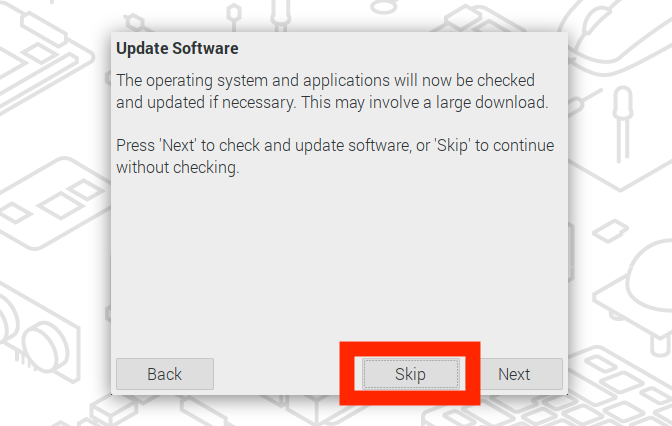 Update Software
The operating system and applications will now be checked
and updated if necessary. This may involve a large download.
Press 'Next' to check and update software, or 'Skip' to continue
without checking.
Back
Skip
Next